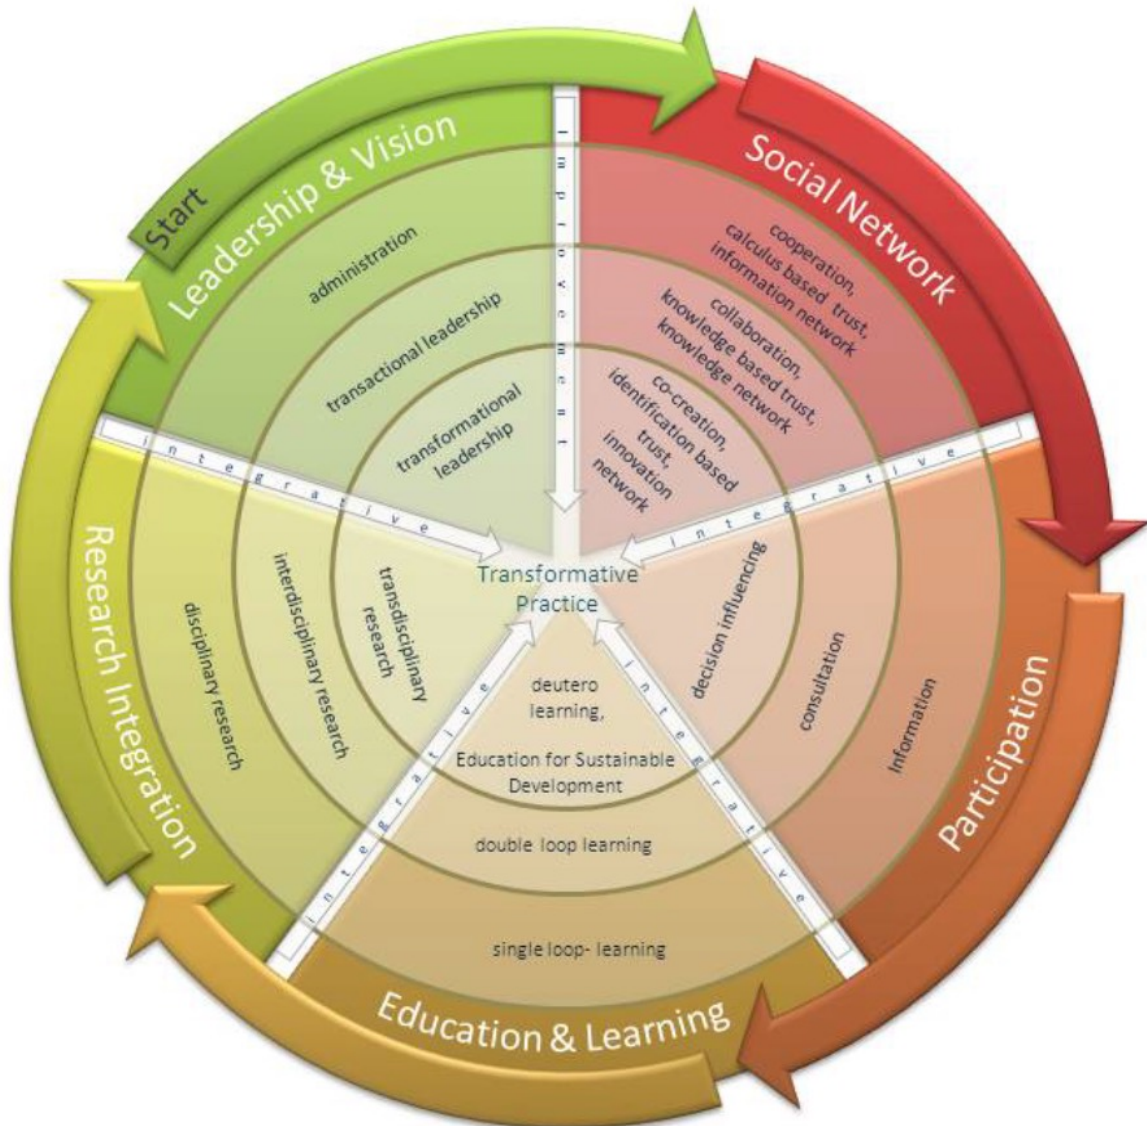 Start
Leadership & Vision
administration
transactional leadership
transformational
leadership
improvement
Social Network
cooperation,
calculus based trust,
information network
collaboration,
knowledge based trust,
knowledge network
co-creation,
identification based
trust,
innovation
network
integrative
Participation
Information
consultation
decision influencing
integrative
Education & Learning
single loop- learning
double loop learning
Education for Sustainable
Development
deutero
learning,
integrative
Research Integration
disciplinary research
interdisciplinary research
transdisciplinary
research
integrative
Transformative
Practice